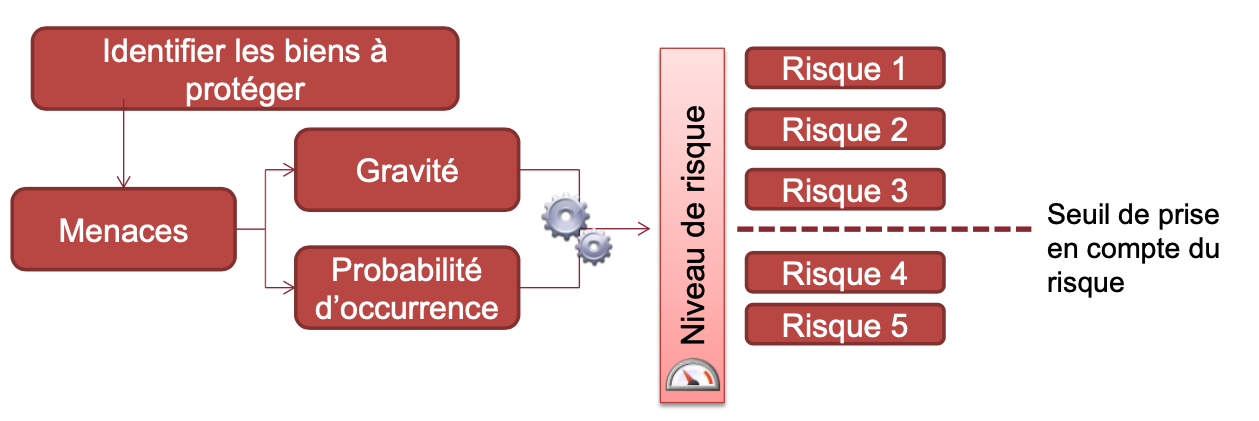 Identifier les biens à
protéger
Menaces
Gravité
Probabilité
d’occurrence
Niveau de risque
Risque 1
Risque 2
Risque 3
Risque 4
Risque 5
Seuil de prise
en compte du
risque